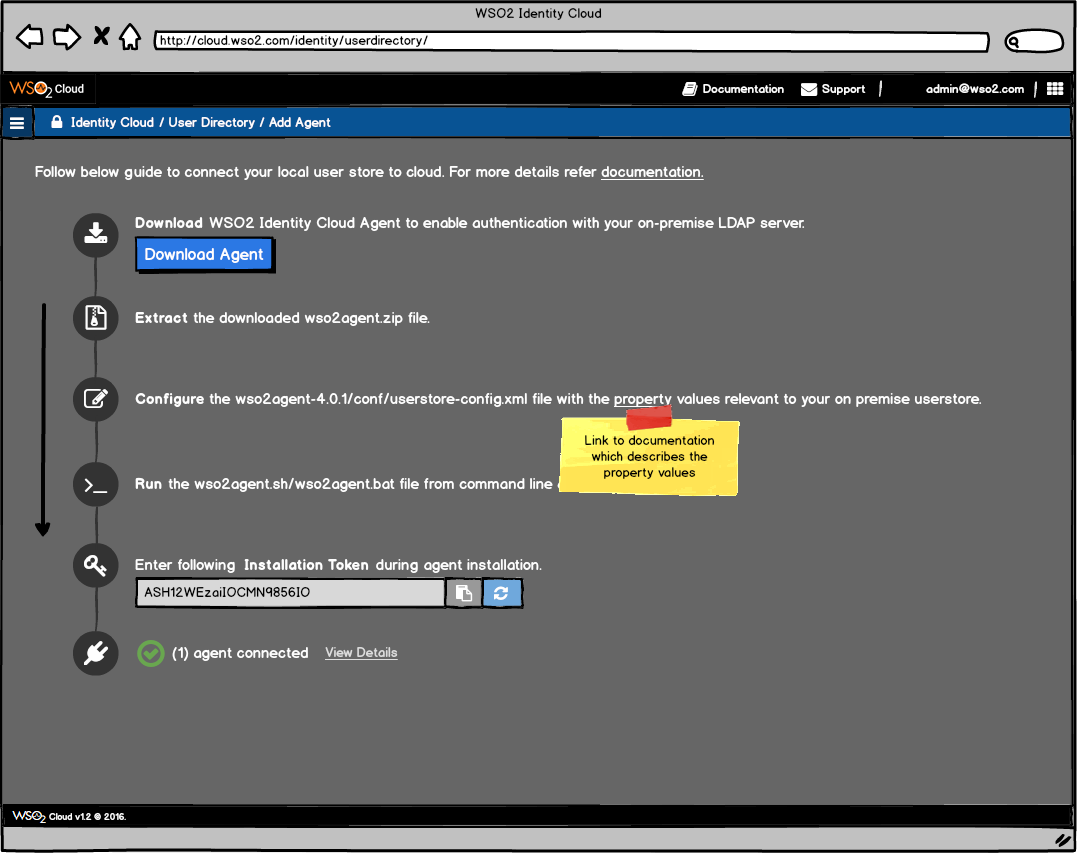 WSO2 Identity Cloud
http://cloud.wso2.com/identity/userdirectory/
WSO2 Cloud
Documentation
Support
admin@wso2.com
Identity Cloud / User Directory / Add Agent
Follow below guide to connect your local user store to cloud. For more details refer documentation.
Download WSO2 Identity Cloud Agent to enable authentication with your on-premise LDAP server.
Download Agent
Extract the downloaded wso2agent.zip file.
Configure the wso2agent-4.0.1/conf/userstore-config.xml file with the property values relevant to your on premise userstore.
Link to documentation
which describes the
property values
Run the wso2agent.sh/wso2agent.bat file from command line
Enter following Installation Token during agent installation.
ASH12WEzaiIOCMN9856IO
(1) agent connected
View Details
WSO2 Cloud v1.2 © 2016.